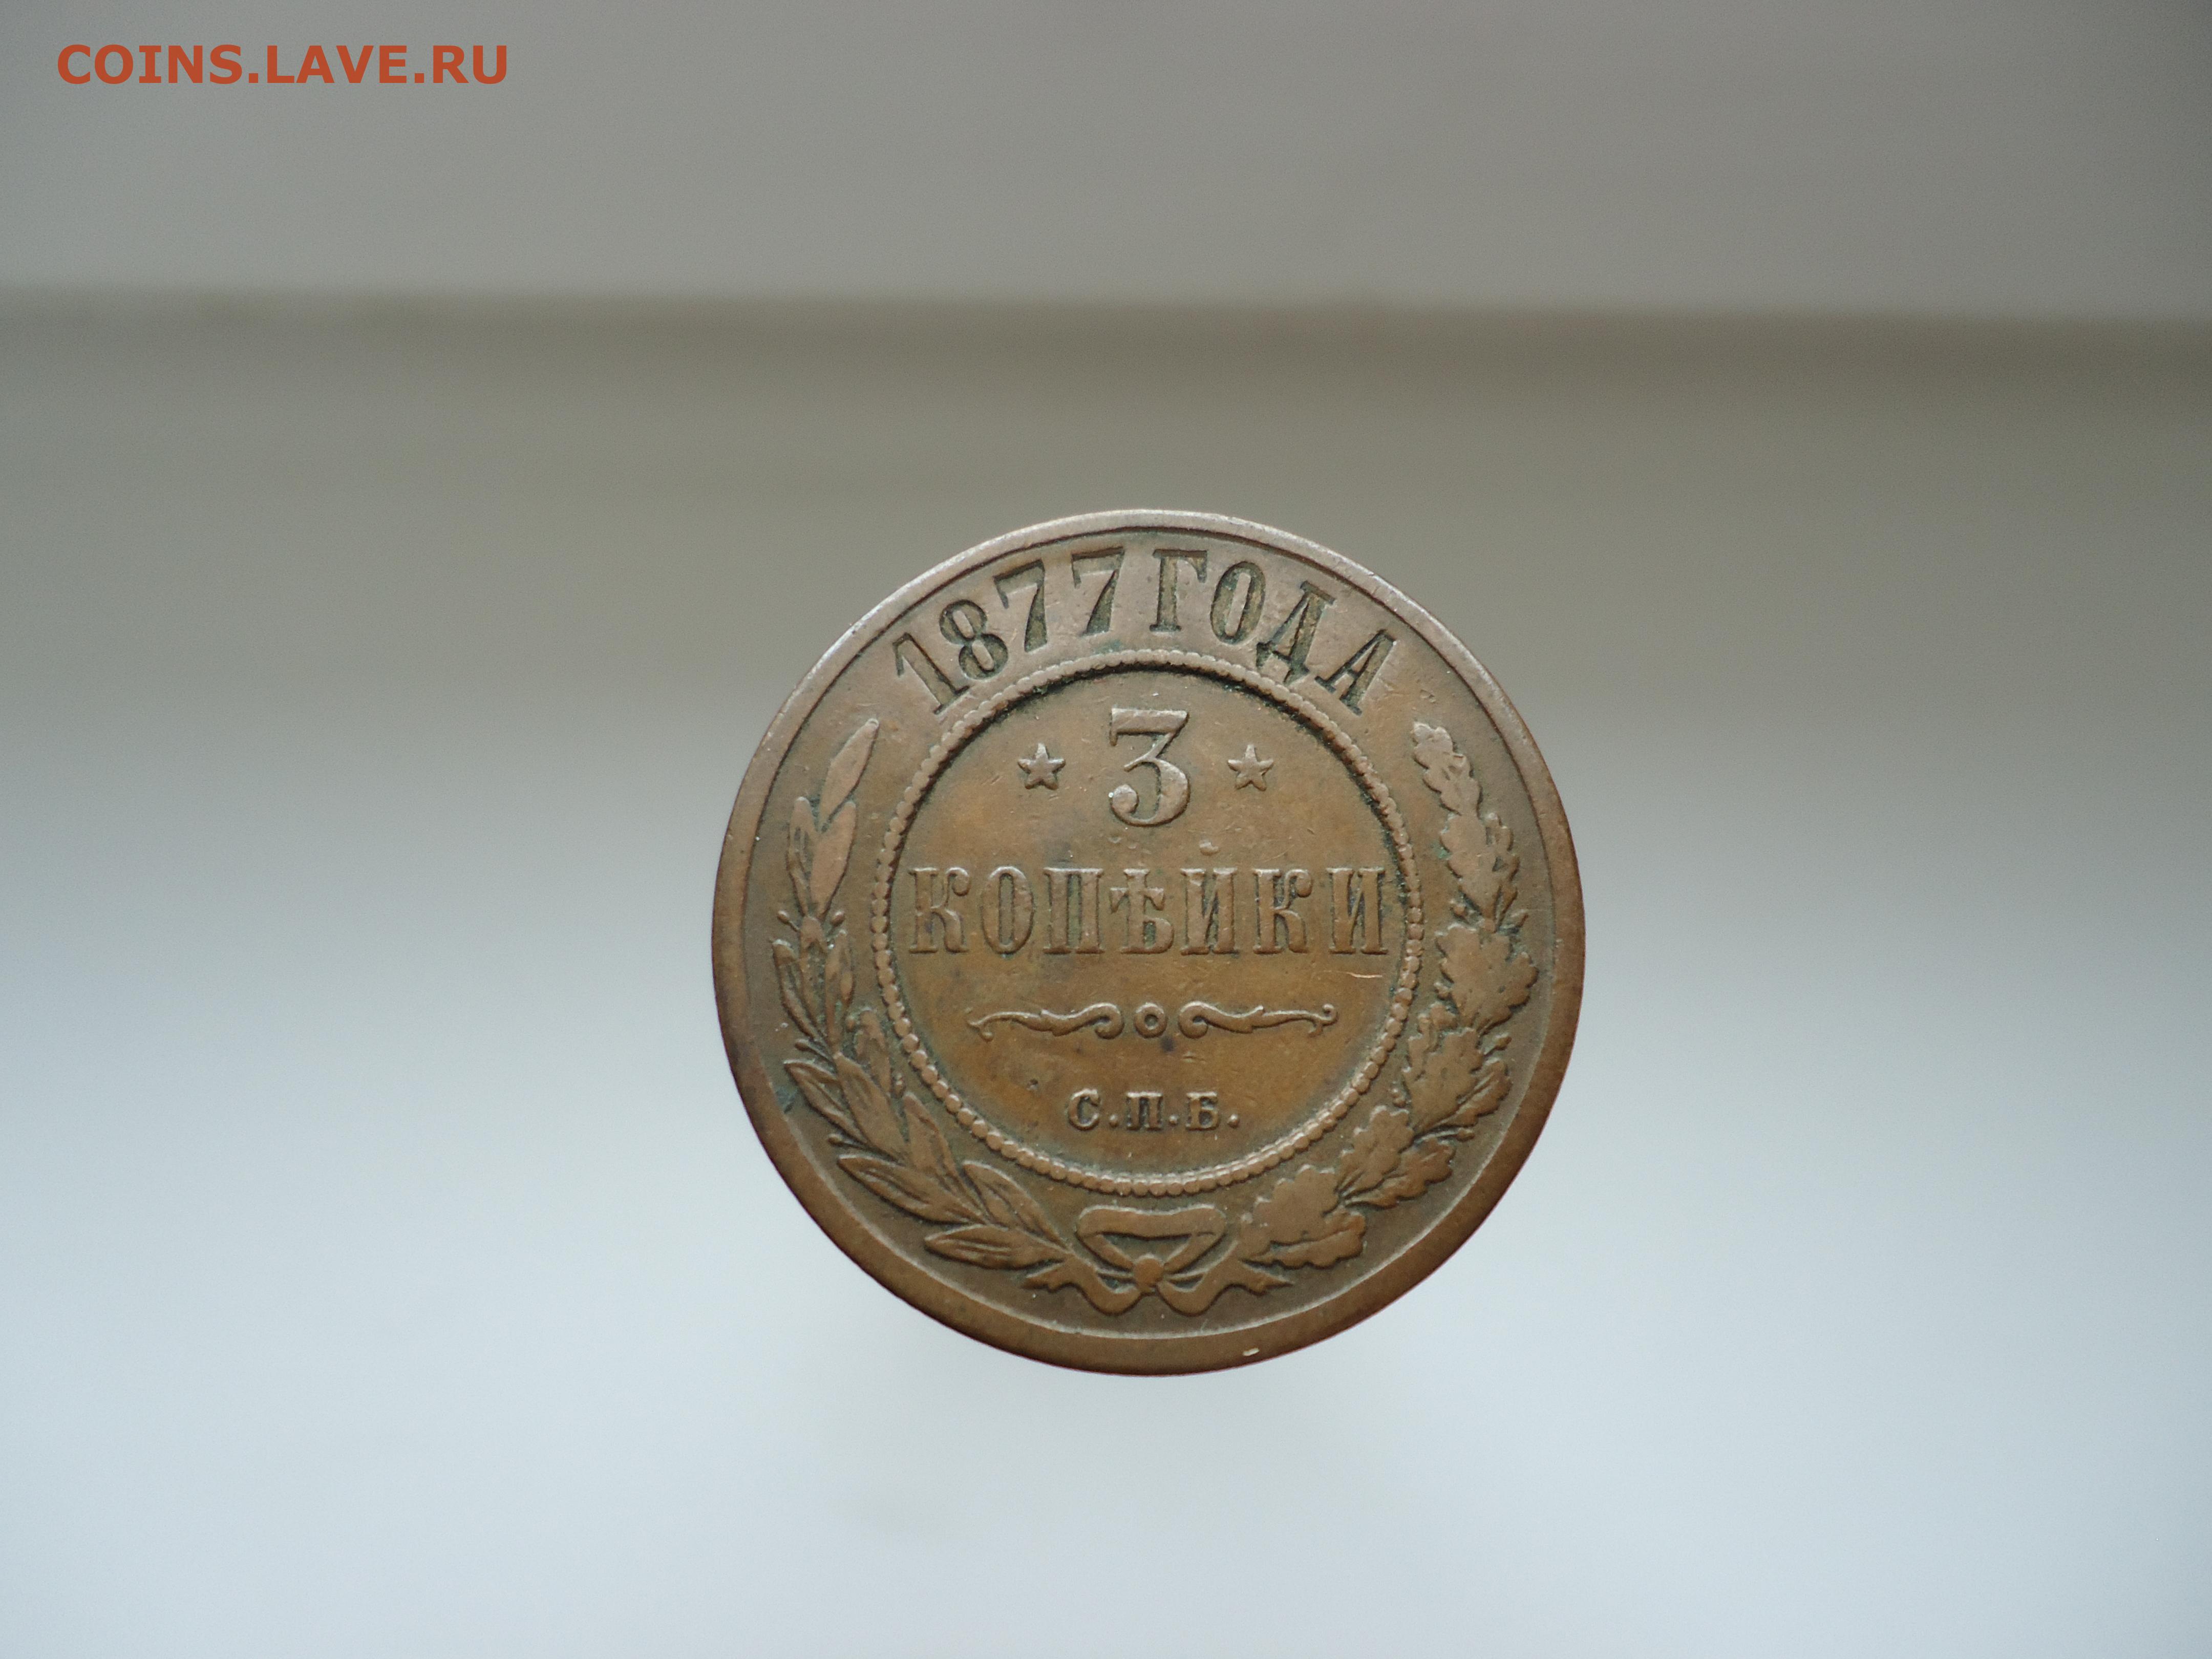 COINS.LAVE.RU
1877 ГОДА
3
КОПѢЙКИ
С.П.Б.